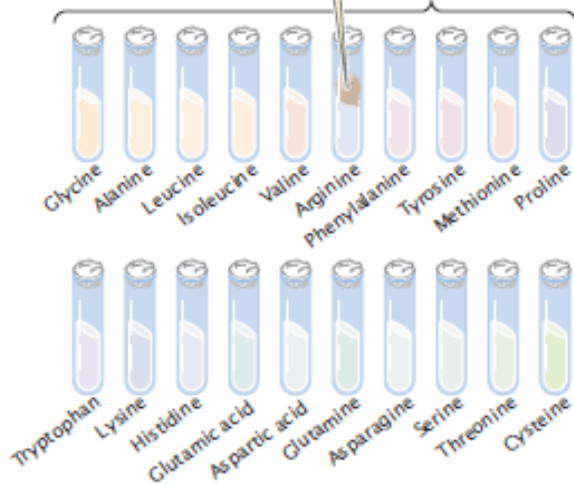 Glycine
Alanine
Leucine
Isoleucine
Valine
Arginine
Phenylalanine
Tyrosine
Methionine
Proline
Tryptophan
Lysine
Histidine
Glutamic acid
Aspartic acid
Glutamine
Asparagine
Serine
Threonine
Cysteine